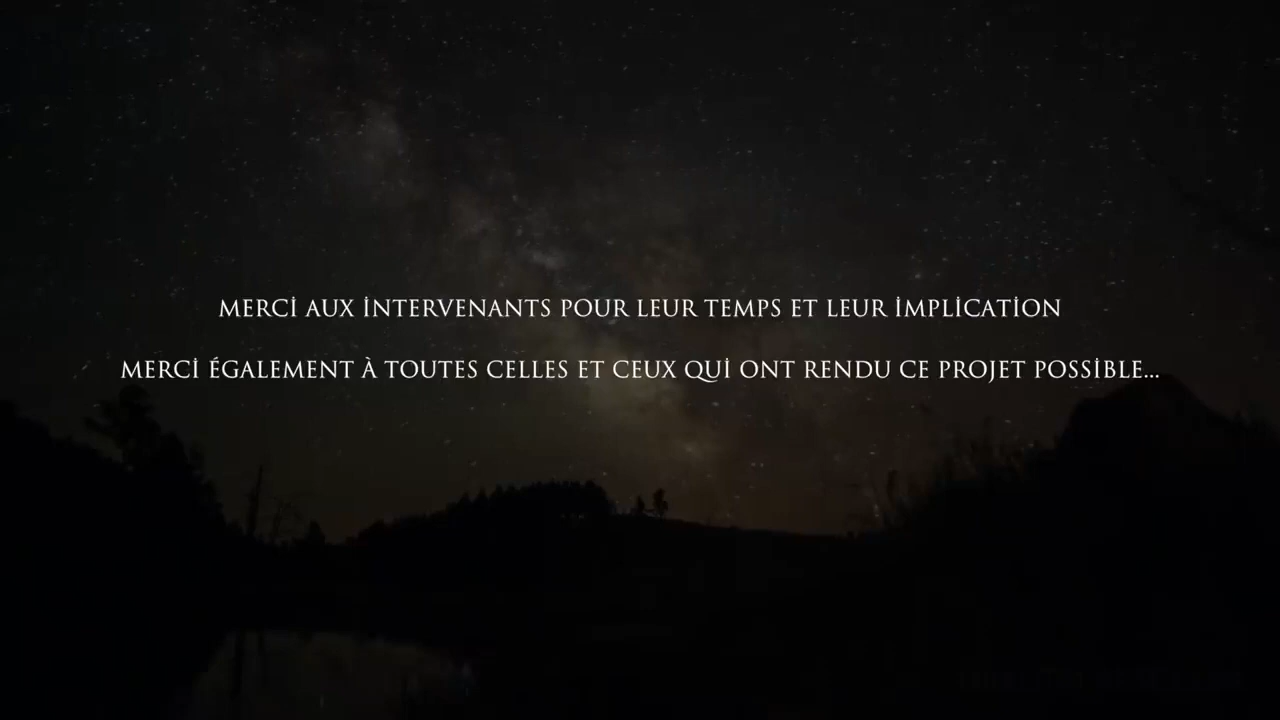 MERCI AUX INTERVENANTS POUR LEUR TEMPS ET LEUR IMPLICATION
MERCI ÉGALEMENT À TOUTES CELLES ET CEUX QUI ONT RENDU CE PROJET POSSIBLE...